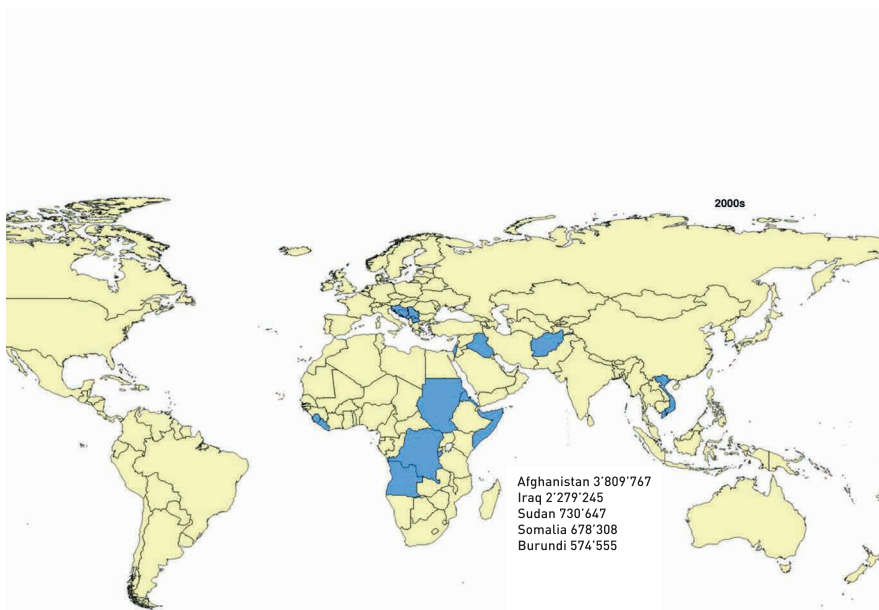 2000s
Afghanistan 3’809’767
Iraq 2’279’245
Sudan 730’647
Somalia 678’308
Burundi 574’555